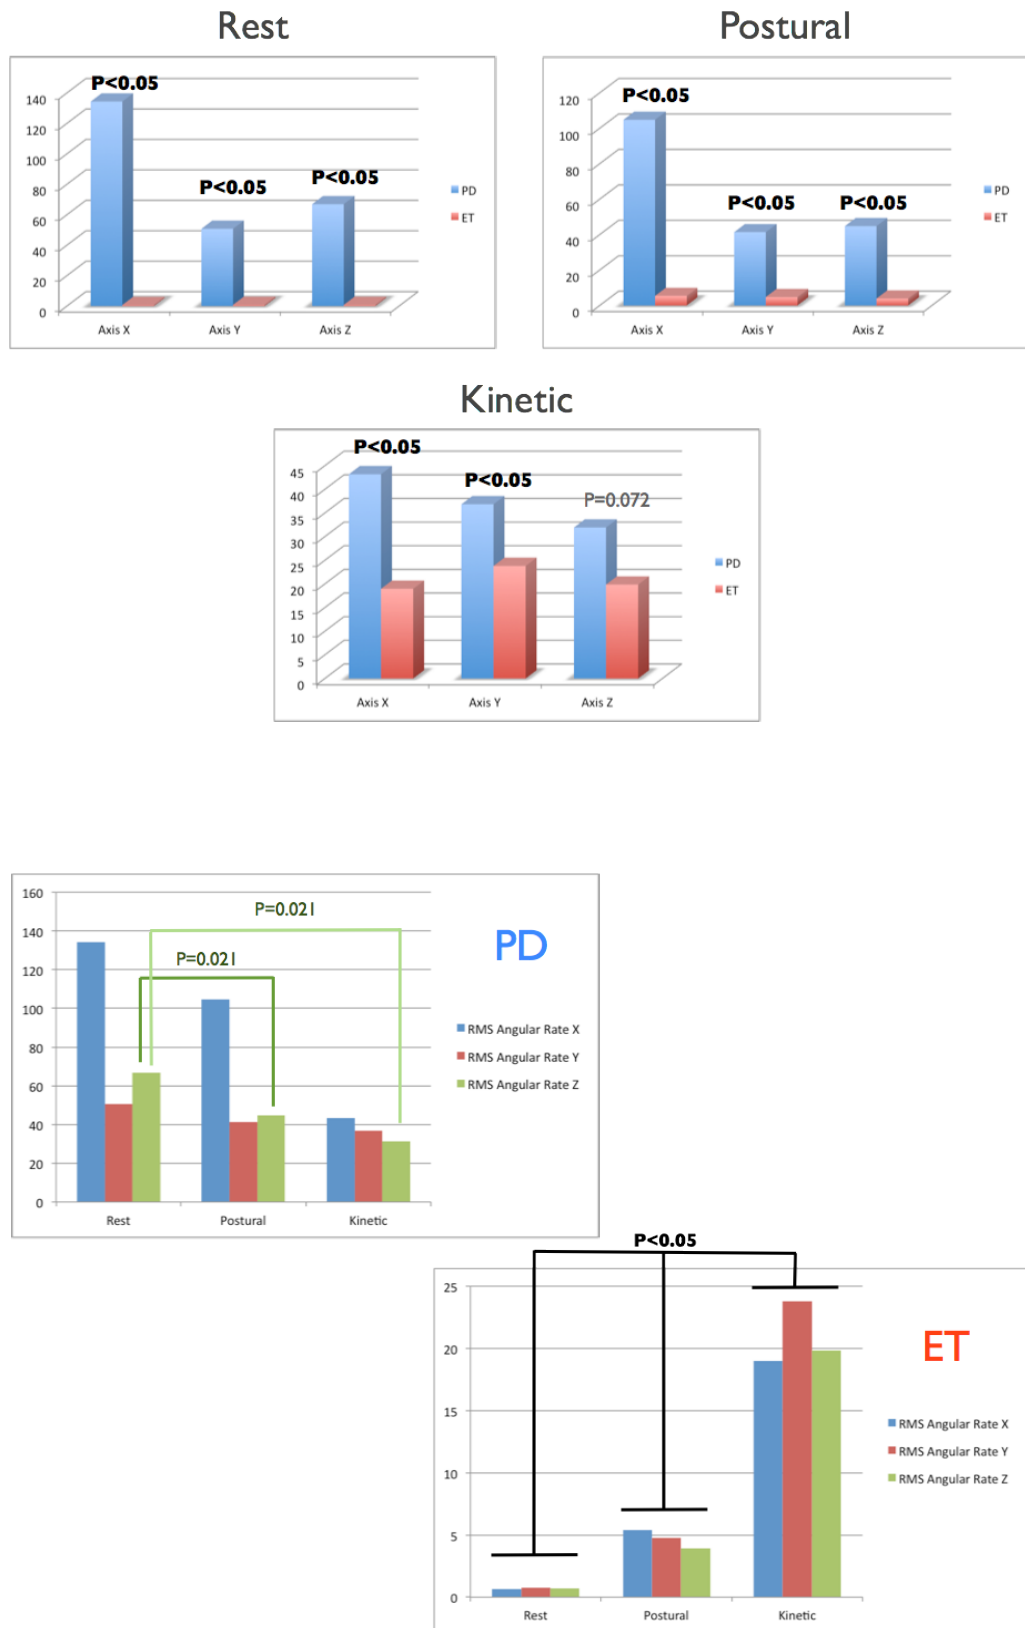 Rest
P<0.05
P<0.05
P<0.05
140
120
100
80
60
40
20
0
Axis X
Axis Y
Axis Z
PD
ET
Postural
P<0.05
P<0.05
P<0.05
120
100
80
60
40
20
0
Axis X
Axis Y
Axis Z
PD
ET
Kinetic
P<0.05
P<0.05
P=0.072
45
40
35
30
25
20
15
10
5
0
Axis X
Axis Y
Axis Z
PD
ET
PD
P=0.021
P=0.021
160
140
120
100
80
60
40
20
0
Rest
Postural
Kinetic
RMS Angular Rate X
RMS Angular Rate Y
RMS Angular Rate Z
P<0.05
ET
25
20
15
10
5
0
Rest
Postural
Kinetic
RMS Angular Rate X
RMS Angular Rate Y
RMS Angular Rate Z